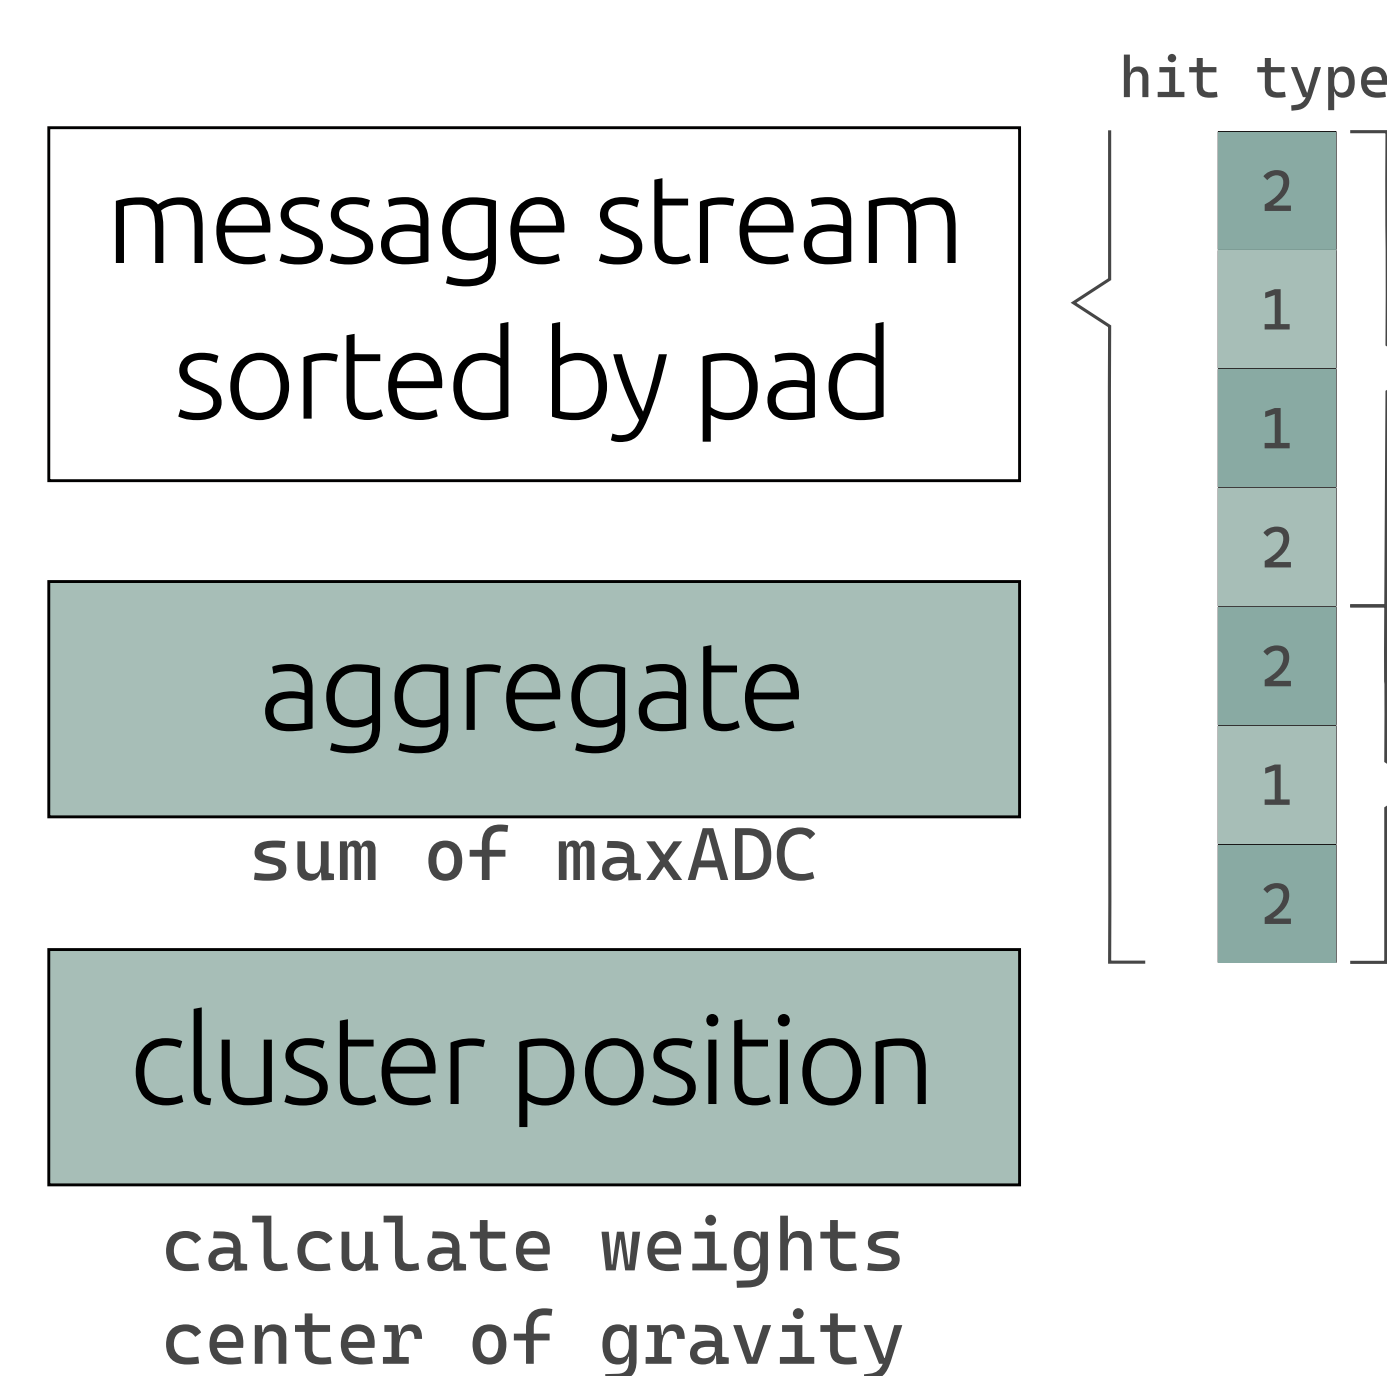 hit type
message stream
sorted by pad
2
1
1
2
2
1
2
aggregate
sum of maxADC
cluster position
calculate weights
center of gravity